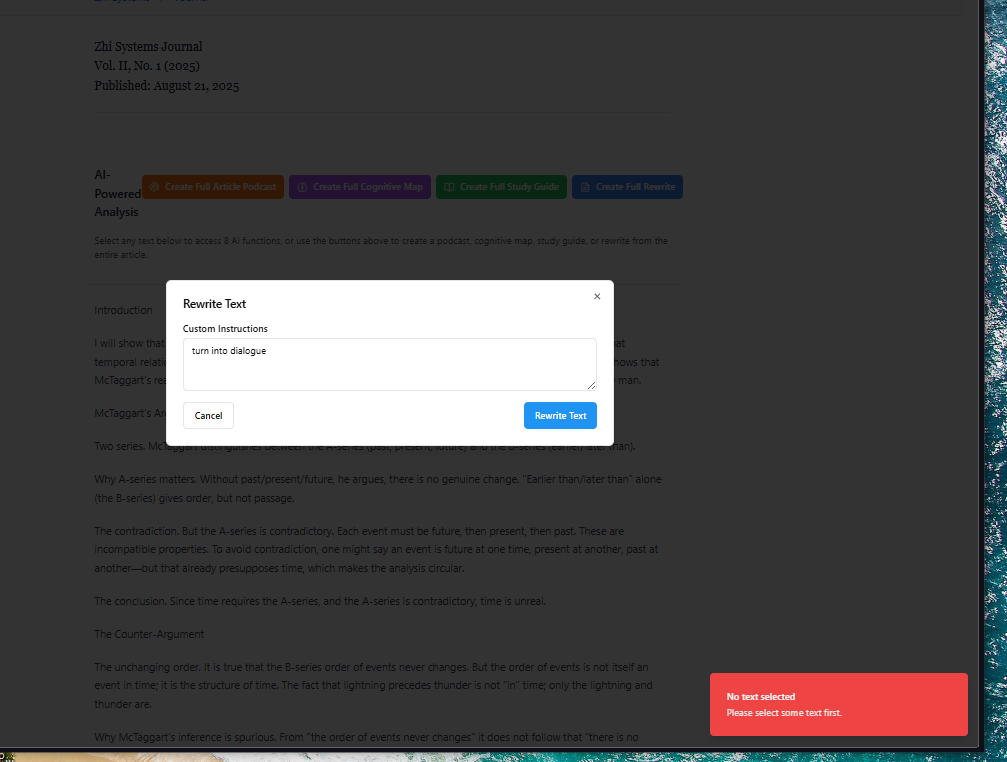 Zhi Systems Journal
Vol. II, No. 1 (2025)
Published: August 21, 2025
AI-
Powered
Analysis
Create Full Article Podcast
Create Full Cognitive Map
Create Full Study Guide
Create Full Rewrite
Select any text below to access 8 AI functions, or use the buttons above to create a podcast, cognitive map, study guide, or rewrite from the
entire article.
Introduction
I will show that
temporal relatio
hows that
McTaggart's rea
man.
McTaggart's Ar
Rewrite Text
Custom Instructions
turn into dialogue
Cancel
Rewrite Text
Two series. McTaggart distinguishes between the A-series (past, present, future) and the B-series (earlier/later than).
Why A-series matters. Without past/present/future, he argues, there is no genuine change. "Earlier than/later than" alone
(the B-series) gives order, but not passage.
The contradiction. But the A-series is contradictory. Each event must be future, then present, then past. These are
incompatible properties. To avoid contradiction, one might say an event is future at one time, present at another, past at
another—but that already presupposes time, which makes the analysis circular.
The conclusion. Since time requires the A-series, and the A-series is contradictory, time is unreal.
The Counter-Argument
The unchanging order. It is true that the B-series order of events never changes. But the order of events is not itself an
event in time; it is the structure of time. The fact that lightning precedes thunder is not "in" time; only the lightning and
thunder are.
Why McTaggart's inference is spurious. From "the order of events never changes" it does not follow that "there is no
No text selected
Please select some text first.